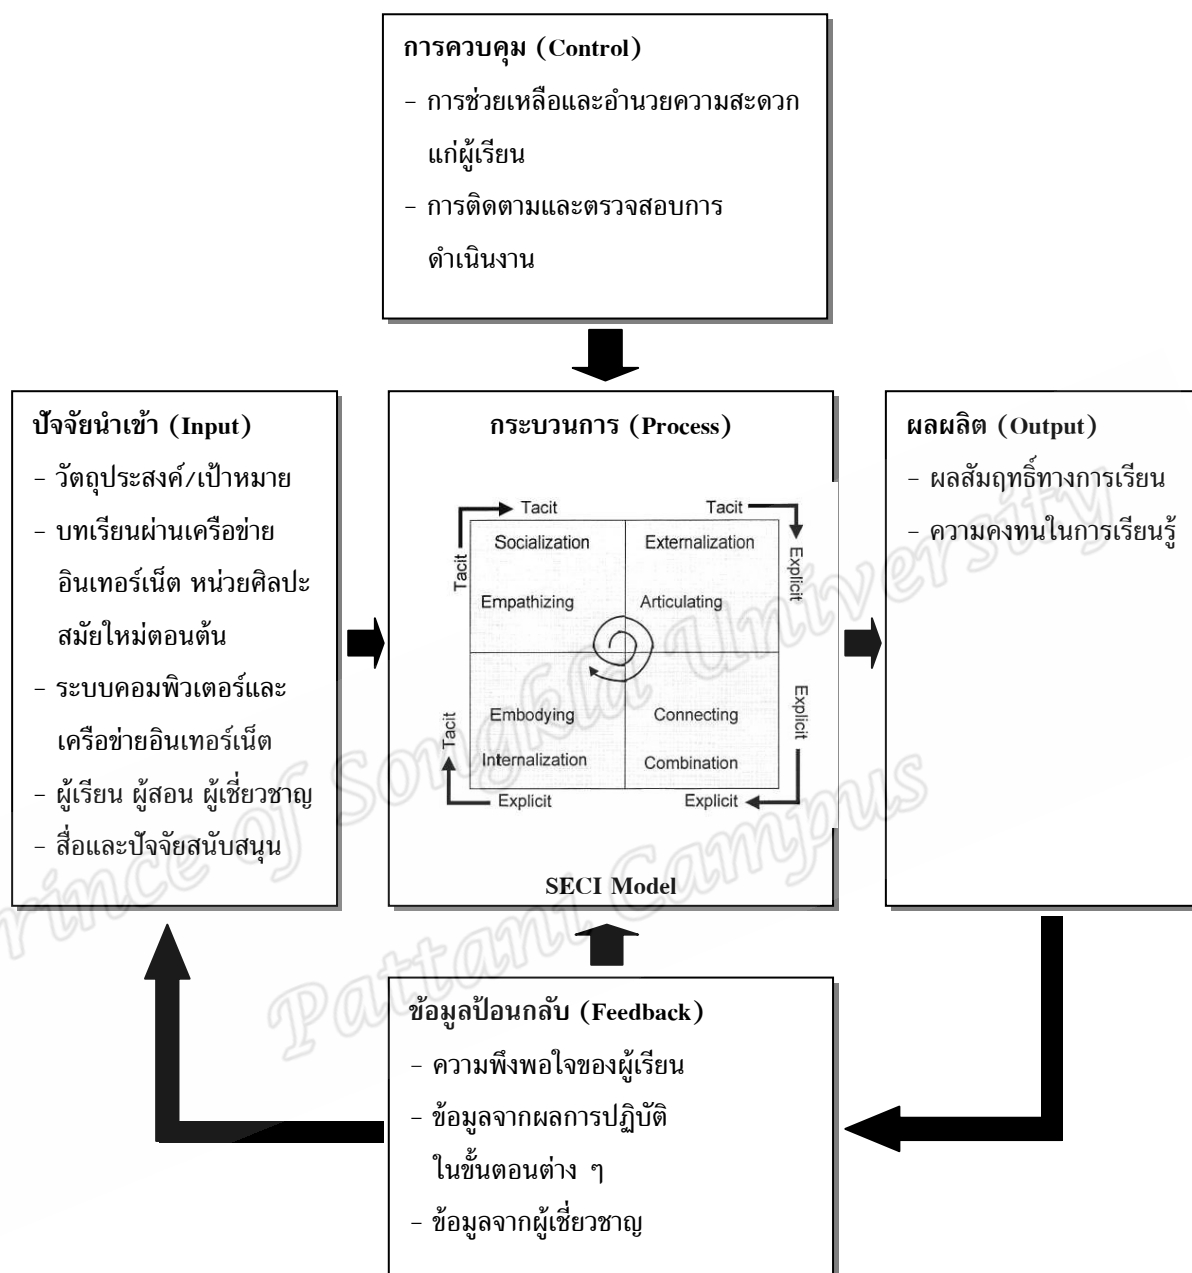 การควบคุม (Control)
- การช่วยเหลือและอำนวยความสะดวก
แก่ผู้เรียน
- การติดตามและตรวจสอบการ
ดำเนินงาน
ปัจจัยนำเข้า (Input)
- วัตถุประสงค์/เป้าหมาย
- บทเรียนผ่านเครือข่าย
อินเทอร์เน็ต หน่วยศิลปะ
สมัยใหม่ตอนต้น
- ระบบคอมพิวเตอร์และ
เครือข่ายอินเทอร์เน็ต
- ผู้เรียน ผู้สอน ผู้เชี่ยวชาญ
- สื่อและปัจจัยสนับสนุน
กระบวนการ (Process)
Tacit
Tacit
Tacit
Socialization
Externalization
Explicit
Empathizing
Articulating
Tacit
Embodying
Connecting
Explicit
Internalization
Combination
Explicit
Explicit
SECI Model
ผลผลิต (Output)
- ผลสัมฤทธิ์ทางการเรียน
- ความคงทนในการเรียนรู้
ข้อมูลป้อนกลับ (Feedback)
- ความพึงพอใจของผู้เรียน
- ข้อมูลจากผลการปฏิบัติ
ในขั้นตอนต่าง ๆ
- ข้อมูลจากผู้เชี่ยวชาญ
Prince of Songkla University
Pattani Campus